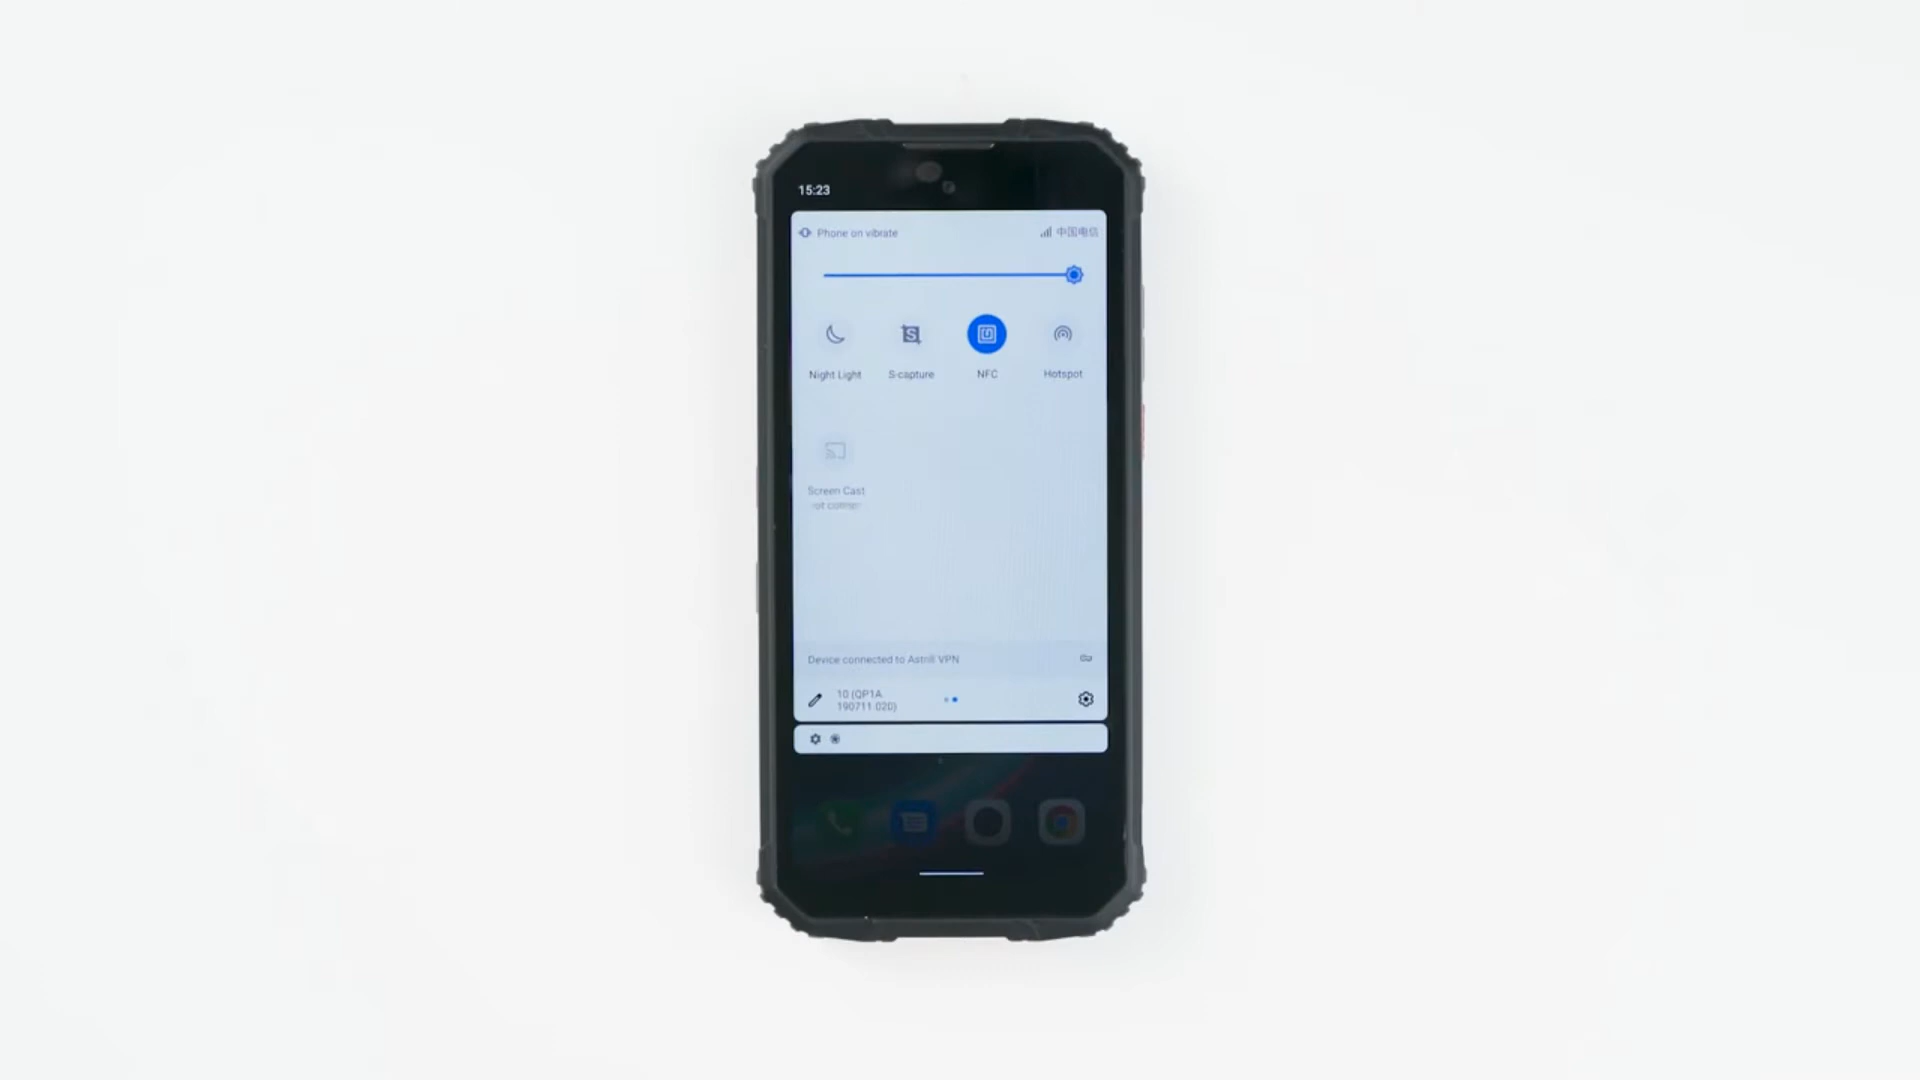 15:23
Phone on vibrate
中国电信
Night Light
S-capture
NFC
Hotspot
Screen Cast
Device connected to Astrill VPN
10 (QP1A.
190711.020)